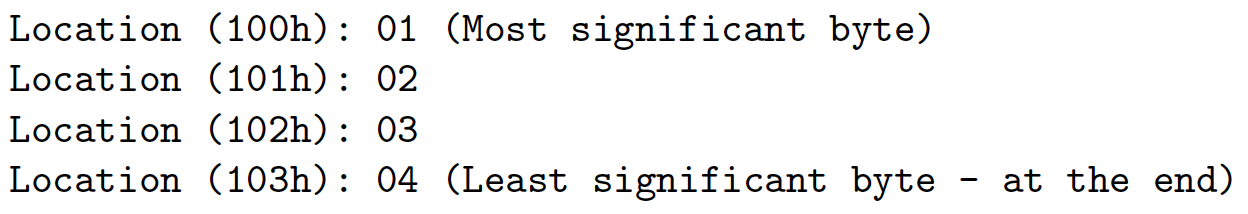 Location (100h): 01 (Most significant byte)
Location (101h): 02
Location (102h): 03
Location (103h): 04 (Least significant byte - at the end)